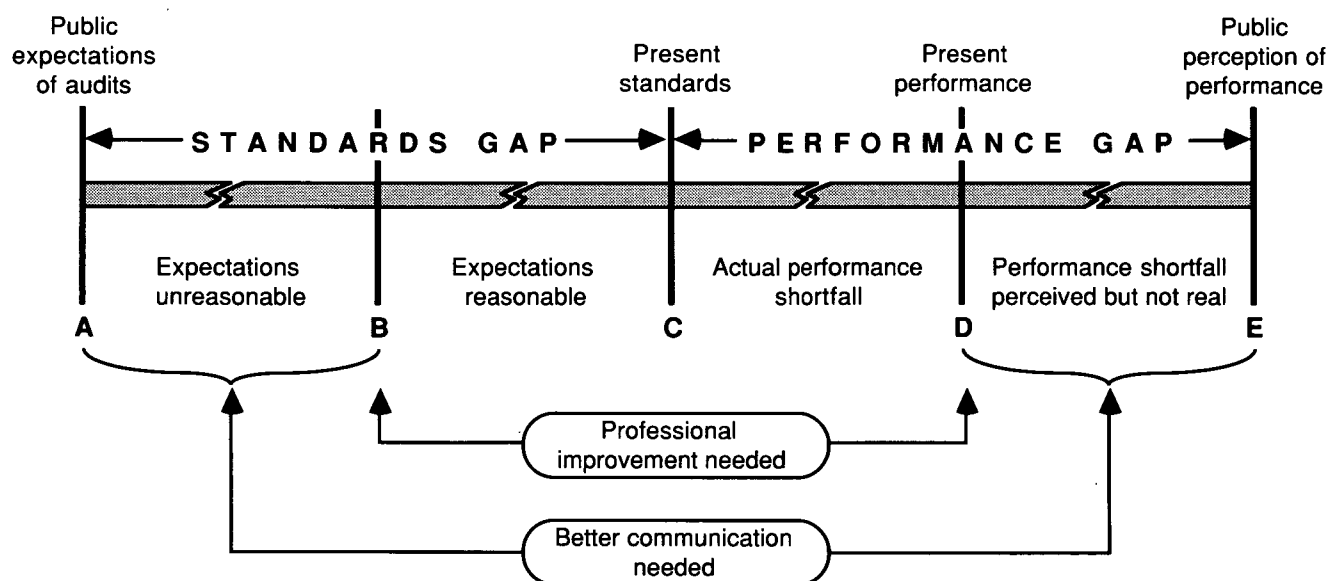 Public
expectations
of audits
Present
standards
Present
performance
Public
perception of
performance
STANDARDS GAP
PERFORMANCE GAP
Expectations
unreasonable
Expectations
reasonable
Actual performance
shortfall
Performance shortfall
perceived but not real
A
B
C
D
E
Professional
improvement needed
Better communication
needed